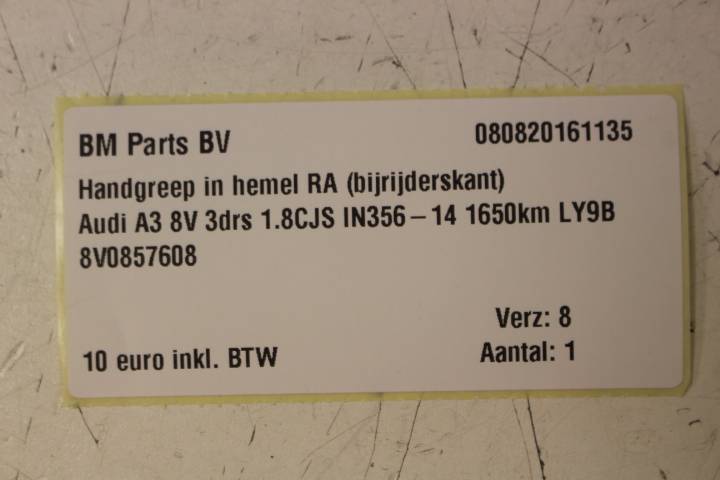 BM Parts BV 080820161135
Handgreep in hemel RA (bijrijderskant)
Audi A3 8V 3drs 1.8CJS IN356-14 1650km LY9B
8V0857608
Verz: 8
10 euro inkl. BTW Aantal: 1